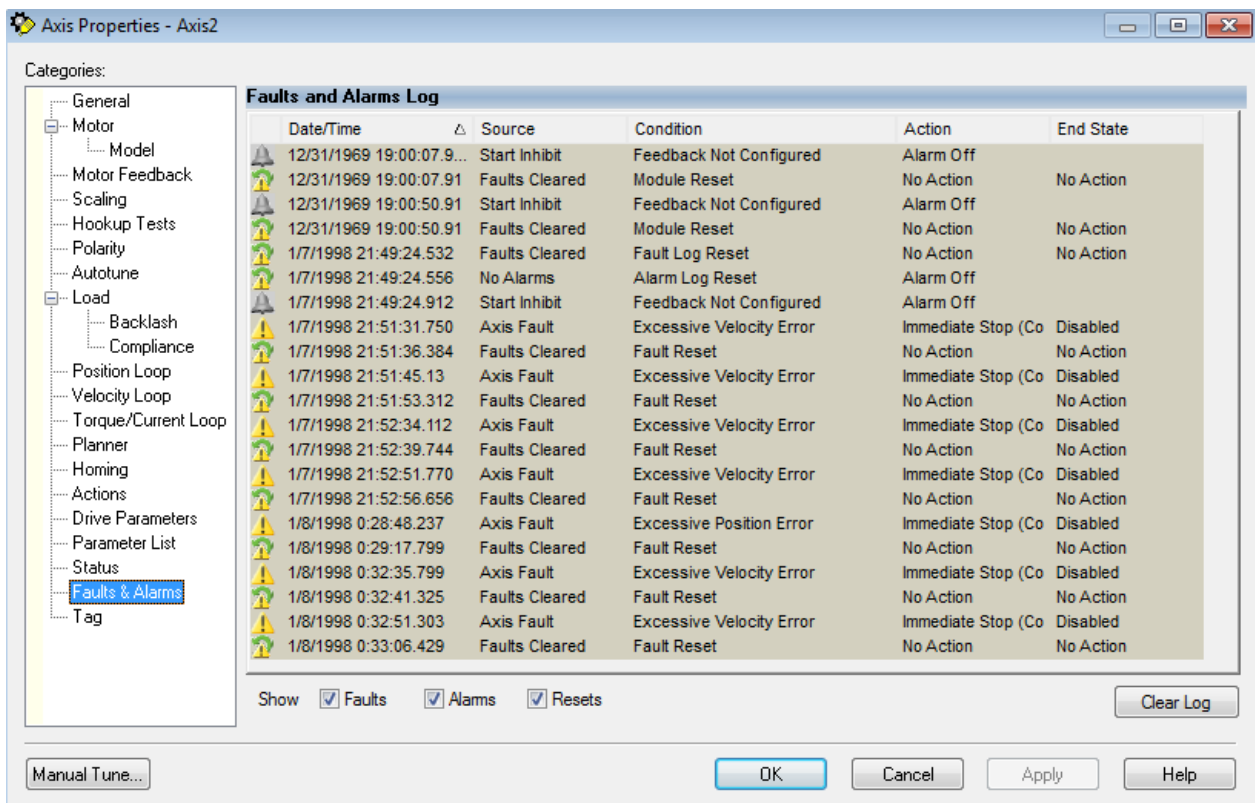 Axis Properties - Axis2
Categories:
General
Motor
Model
Motor Feedback
Scaling
Hookup Tests
Polarity
Autotune
Load
Backlash
Compliance
Position Loop
Velocity Loop
Torque/Current Loop
Planner
Homing
Actions
Drive Parameters
Parameter List
Status
Faults & Alarms
Tag
Faults and Alarms Log
Date/Time Source Condition Action End State
12/31/1969 19:00:07.9... Start Inhibit Feedback Not Configured Alarm Off
12/31/1969 19:00:07.91 Faults Cleared Module Reset No Action No Action
12/31/1969 19:00:50.91 Start Inhibit Feedback Not Configured Alarm Off
12/31/1969 19:00:50.91 Faults Cleared Module Reset No Action No Action
1/7/1998 21:49:24.532 Faults Cleared Fault Log Reset No Action No Action
1/7/1998 21:49:24.556 No Alarms Alarm Log Reset Alarm Off
1/7/1998 21:49:24.912 Start Inhibit Feedback Not Configured Alarm Off
1/7/1998 21:51:31.750 Axis Fault Excessive Velocity Error Immediate Stop (Co Disabled
1/7/1998 21:51:36.384 Faults Cleared Fault Reset No Action No Action
1/7/1998 21:51:45.13 Axis Fault Excessive Velocity Error Immediate Stop (Co Disabled
1/7/1998 21:51:53.312 Faults Cleared Fault Reset No Action No Action
1/7/1998 21:52:34.112 Axis Fault Excessive Velocity Error Immediate Stop (Co Disabled
1/7/1998 21:52:39.744 Faults Cleared Fault Reset No Action No Action
1/7/1998 21:52:51.770 Axis Fault Excessive Velocity Error Immediate Stop (Co Disabled
1/7/1998 21:52:56.656 Faults Cleared Fault Reset No Action No Action
1/8/1998 0:28:48.237 Axis Fault Excessive Position Error Immediate Stop (Co Disabled
1/8/1998 0:29:17.799 Faults Cleared Fault Reset No Action No Action
1/8/1998 0:32:35.799 Axis Fault Excessive Velocity Error Immediate Stop (Co Disabled
1/8/1998 0:32:41.325 Faults Cleared Fault Reset No Action No Action
1/8/1998 0:32:51.303 Axis Fault Excessive Velocity Error Immediate Stop (Co Disabled
1/8/1998 0:33:06.429 Faults Cleared Fault Reset No Action No Action
Show Faults Alarms Resets Clear Log
Manual Tune... OK Cancel Apply Help